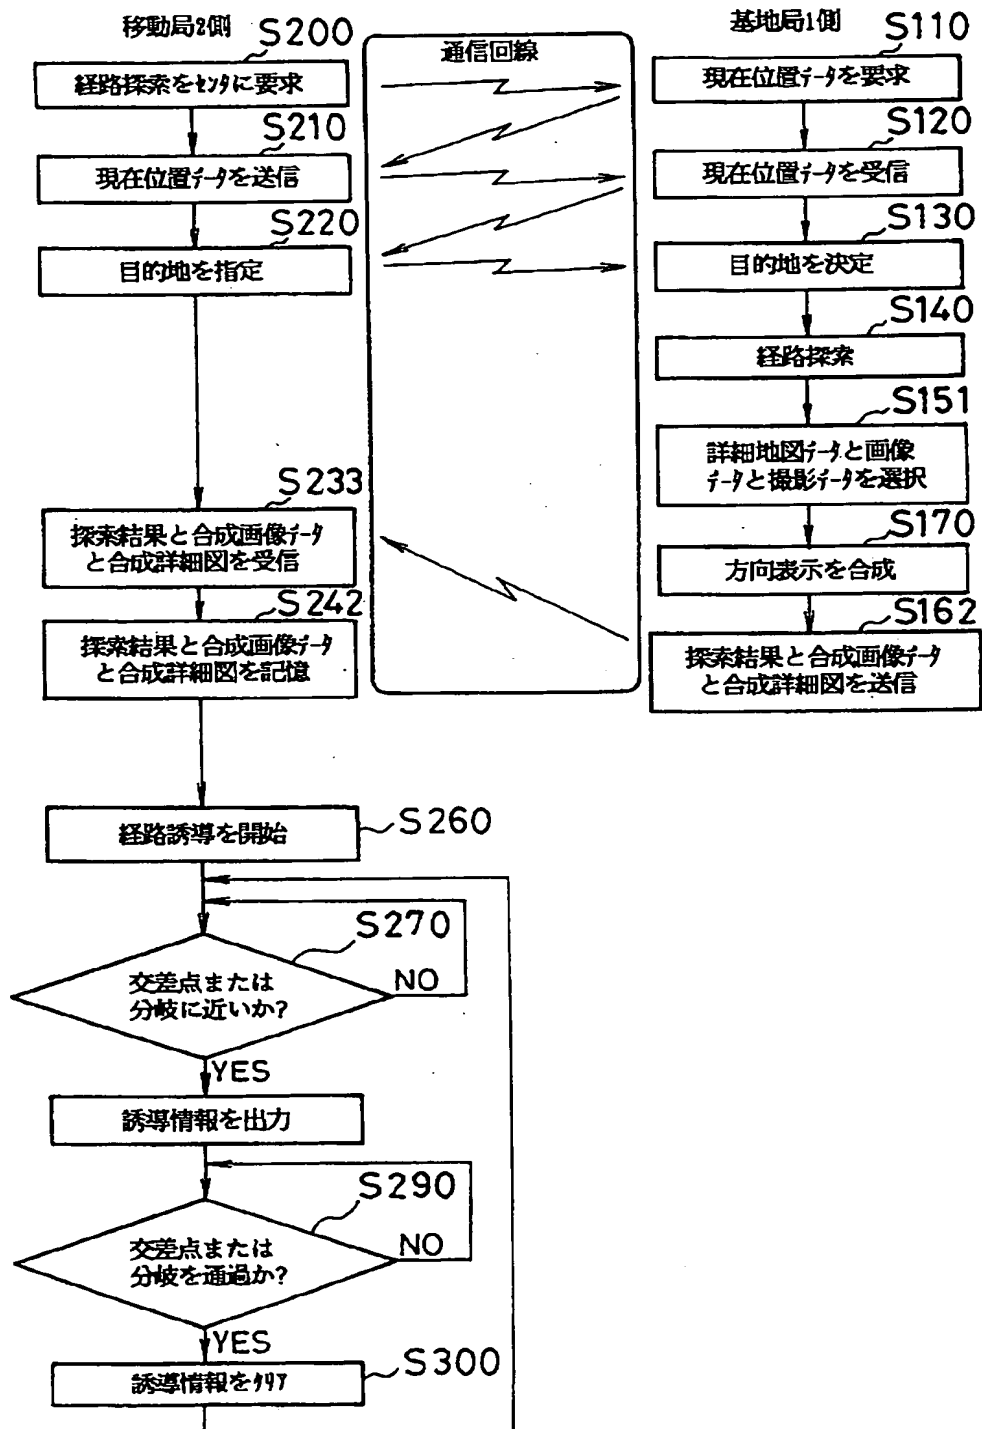 移動局2側
S200
経路探索をｾﾝﾀに要求
S210
現在位置ﾃﾞｰﾀを送信
S220
目的地を指定
S233
探索結果と合成画像ﾃﾞｰﾀ
と合成詳細図を受信
S242
探索結果と合成画像ﾃﾞｰﾀ
と合成詳細図を記憶
通信回線
基地局1側
S110
現在位置ﾃﾞｰﾀを要求
S120
現在位置ﾃﾞｰﾀを受信
S130
目的地を決定
S140
経路探索
S151
詳細地図ﾃﾞｰﾀと画像
ﾃﾞｰﾀと撮影ﾃﾞｰﾀを選択
S170
方向表示を合成
S162
探索結果と合成画像ﾃﾞｰﾀ
と合成詳細図を送信
経路誘導を開始
S260
S270
交差点または
分岐に近いか?
NO
YES
誘導情報を出力
S290
交差点または
分岐を通過か?
NO
YES
S300
誘導情報をｸﾘｱ